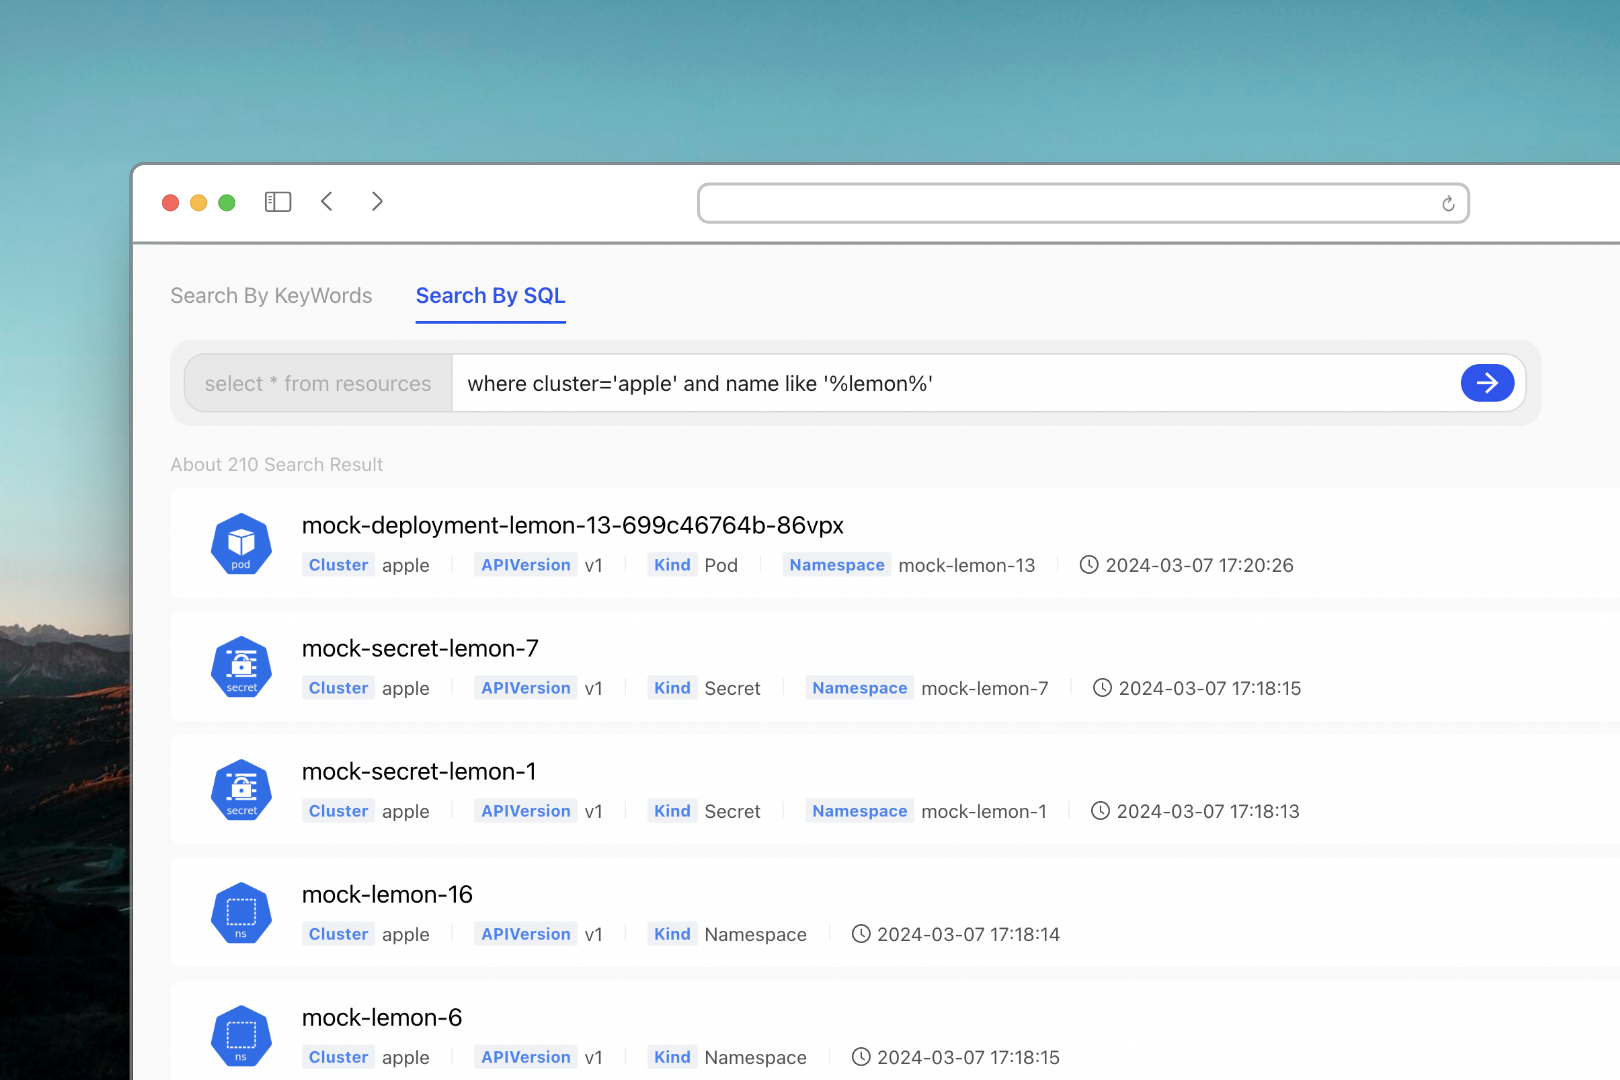 Search By KeyWords Search By SQL
select * from resources where cluster='apple' and name like '%lemon%'
About 210 Search Result
mock-deployment-lemon-13-699c46764b-86vpx
pod
Cluster apple APIVersion v1 Kind Pod Namespace mock-lemon-13 2024-03-07 17:20:26
mock-secret-lemon-7
secret
Cluster apple APIVersion v1 Kind Secret Namespace mock-lemon-7 2024-03-07 17:18:15
mock-secret-lemon-1
secret
Cluster apple APIVersion v1 Kind Secret Namespace mock-lemon-1 2024-03-07 17:18:13
mock-lemon-16
ns
Cluster apple APIVersion v1 Kind Namespace 2024-03-07 17:18:14
mock-lemon-6
ns
Cluster apple APIVersion v1 Kind Namespace 2024-03-07 17:18:15